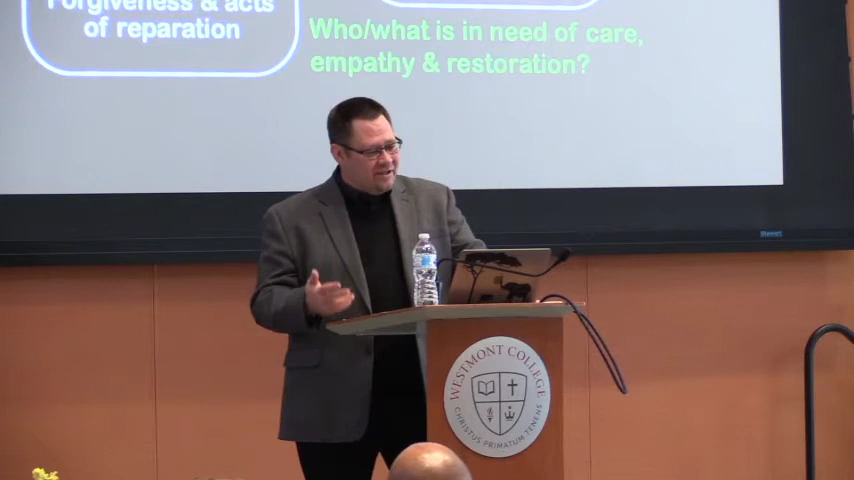 Forgiveness & acts
of reparation
Who/what is in need of care,
empathy & restoration?
WESTMONT COLLEGE
CHRISTUS PRIMATUM TENENS